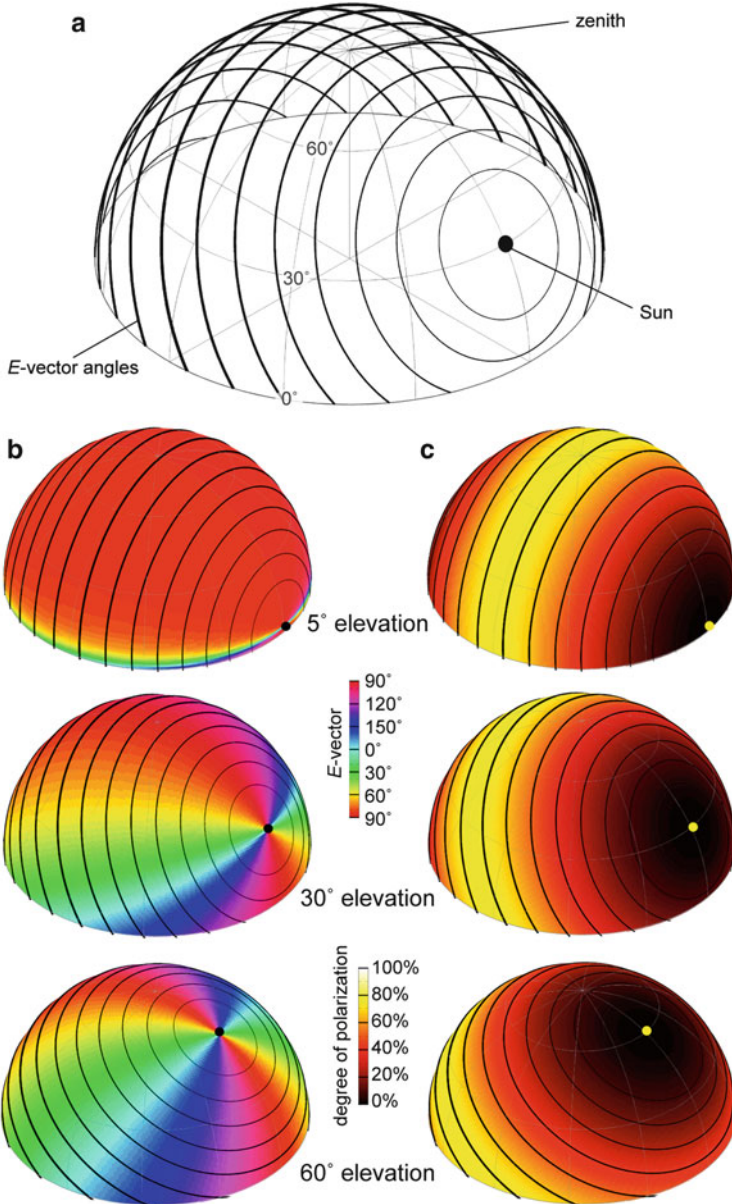 a
zenith
60°
30°
Sun
E-vector angles
0°
b
c
5° elevation
E-vector
90°
120°
150°
0°
30°
60°
90°
30° elevation
degree of polarization
100%
80%
60%
40%
20%
0%
60° elevation